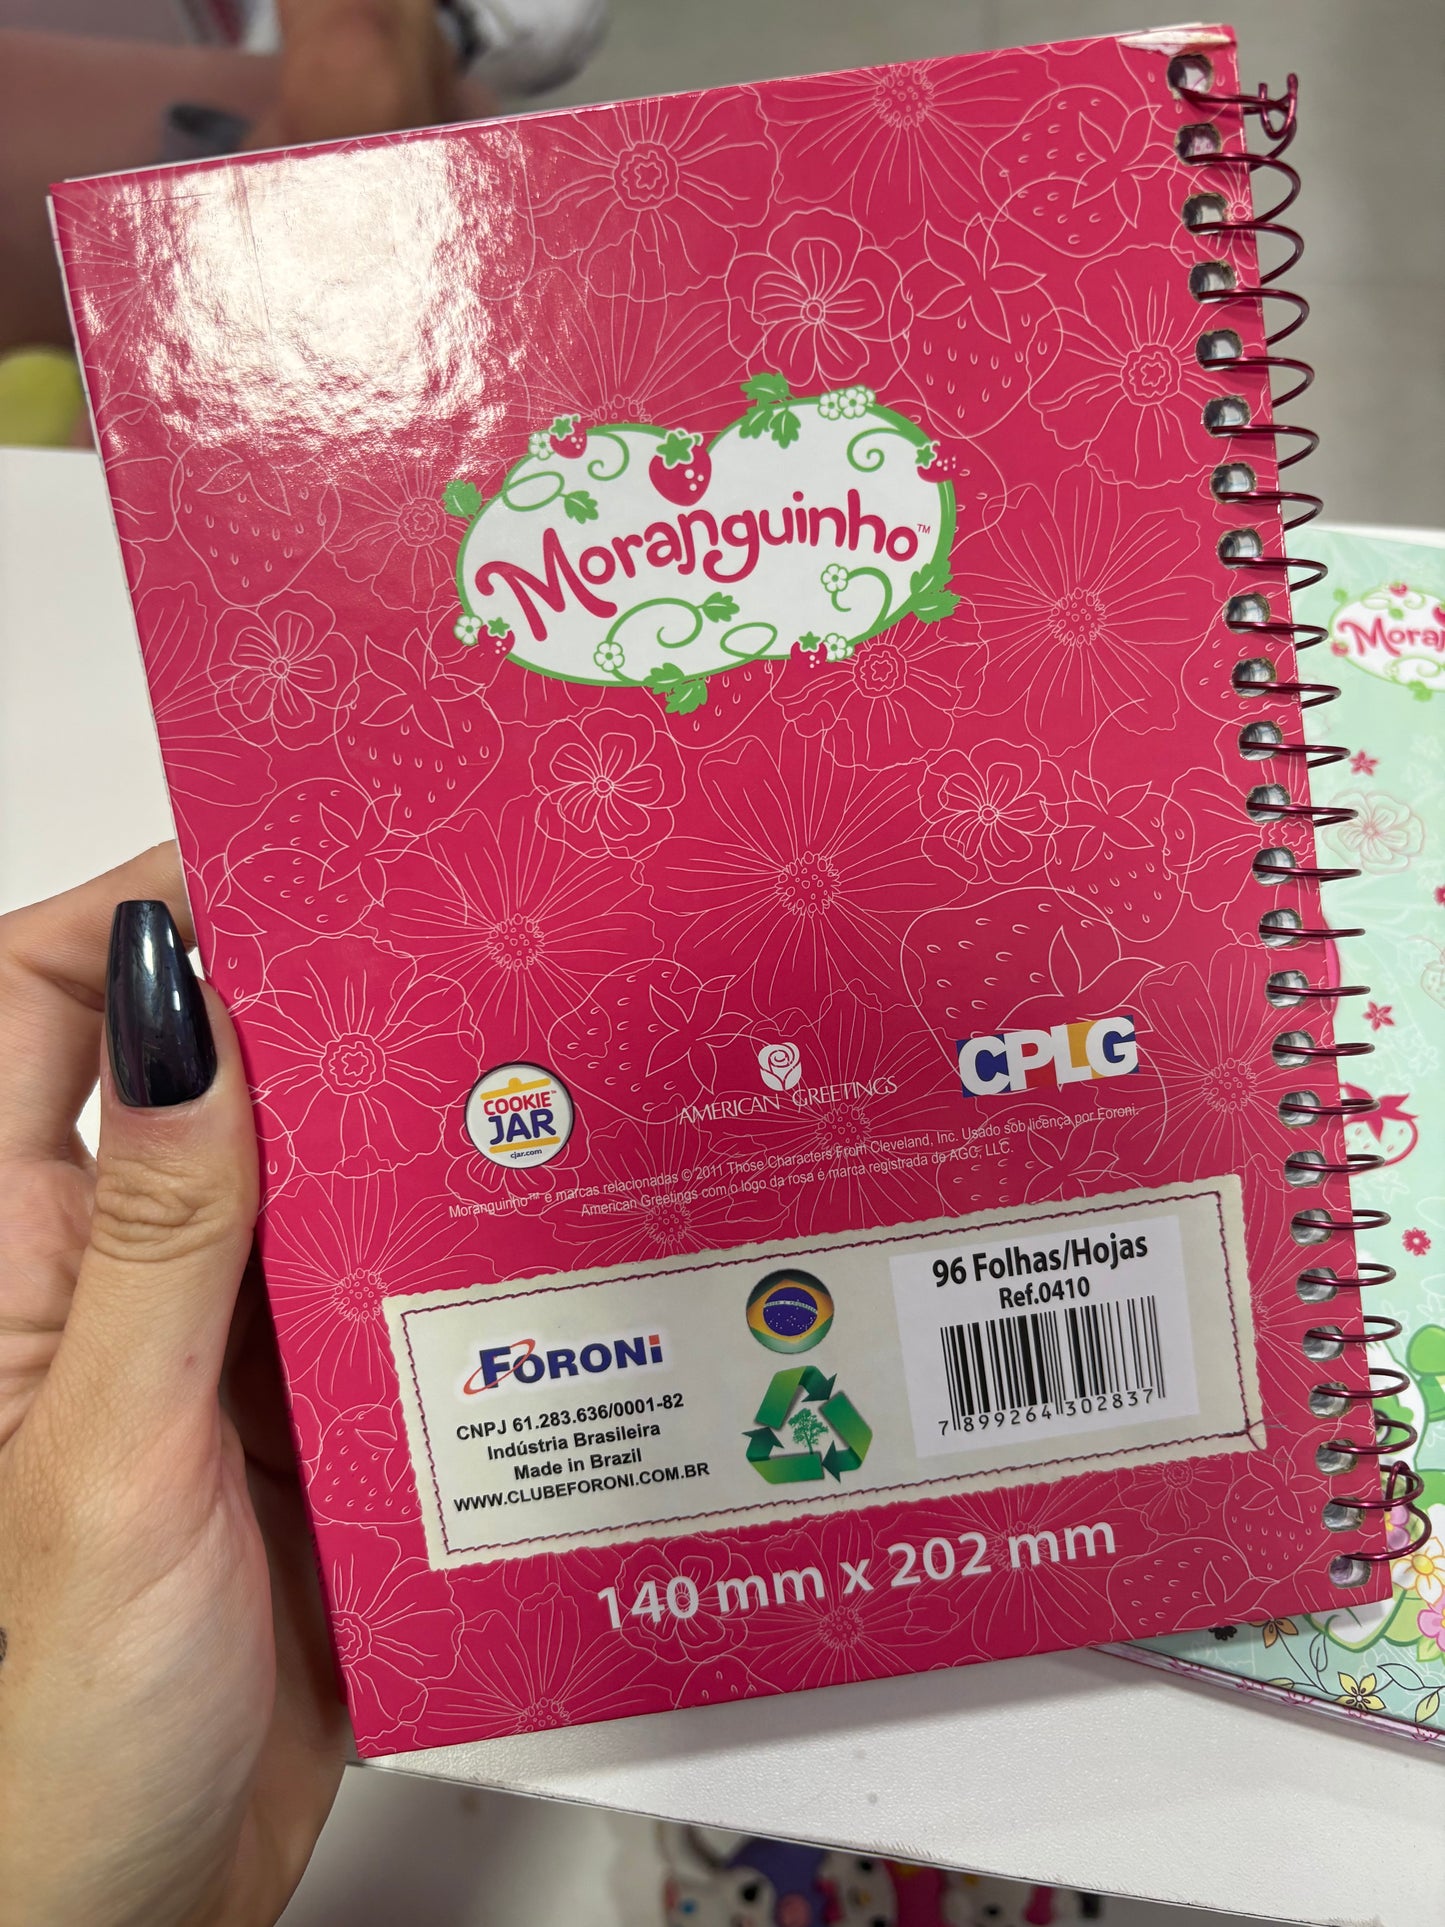 Moranguinho™
Mora
COOKIE™
JAR
cjar.com
AMERICAN GREETINGS
CPLG
Moranguinho™ e marcas relacionadas © 2011 Those Characters From Cleveland, Inc. Usado sob licença por Foroni.
American Greetings com o logo da rosa é marca registrada de AGC, LLC.
FORONi
CNPJ 61.283.636/0001-82
Indústria Brasileira
Made in Brazil
WWW.CLUBEFORONI.COM.BR
96 Folhas/Hojas
Ref.0410
7 899264 302837
140 mm x 202 mm